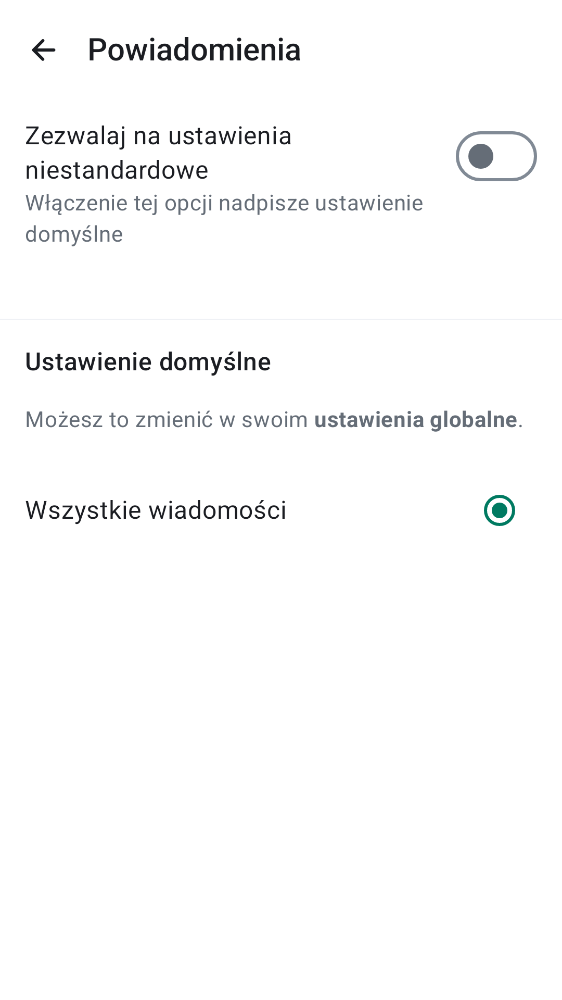 Powiadomienia
Zezwalaj na ustawienia
niestandardowe
Włączenie tej opcji nadpisze ustawienie
domyślne
Ustawienie domyślne
Możesz to zmienić w swoim ustawienia globalne.
Wszystkie wiadomości